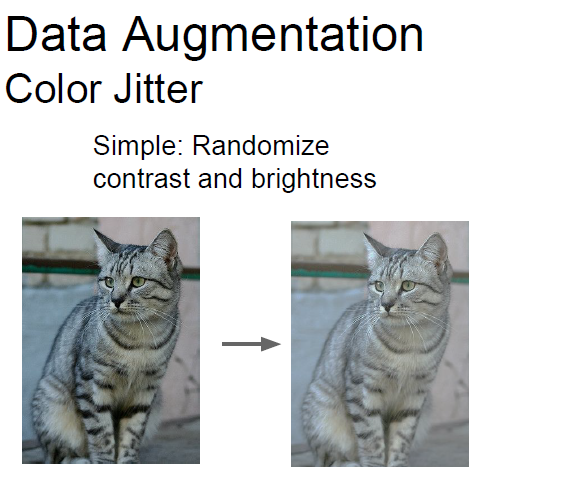 Data Augmentation
Color Jitter
Simple: Randomize
contrast and brightness